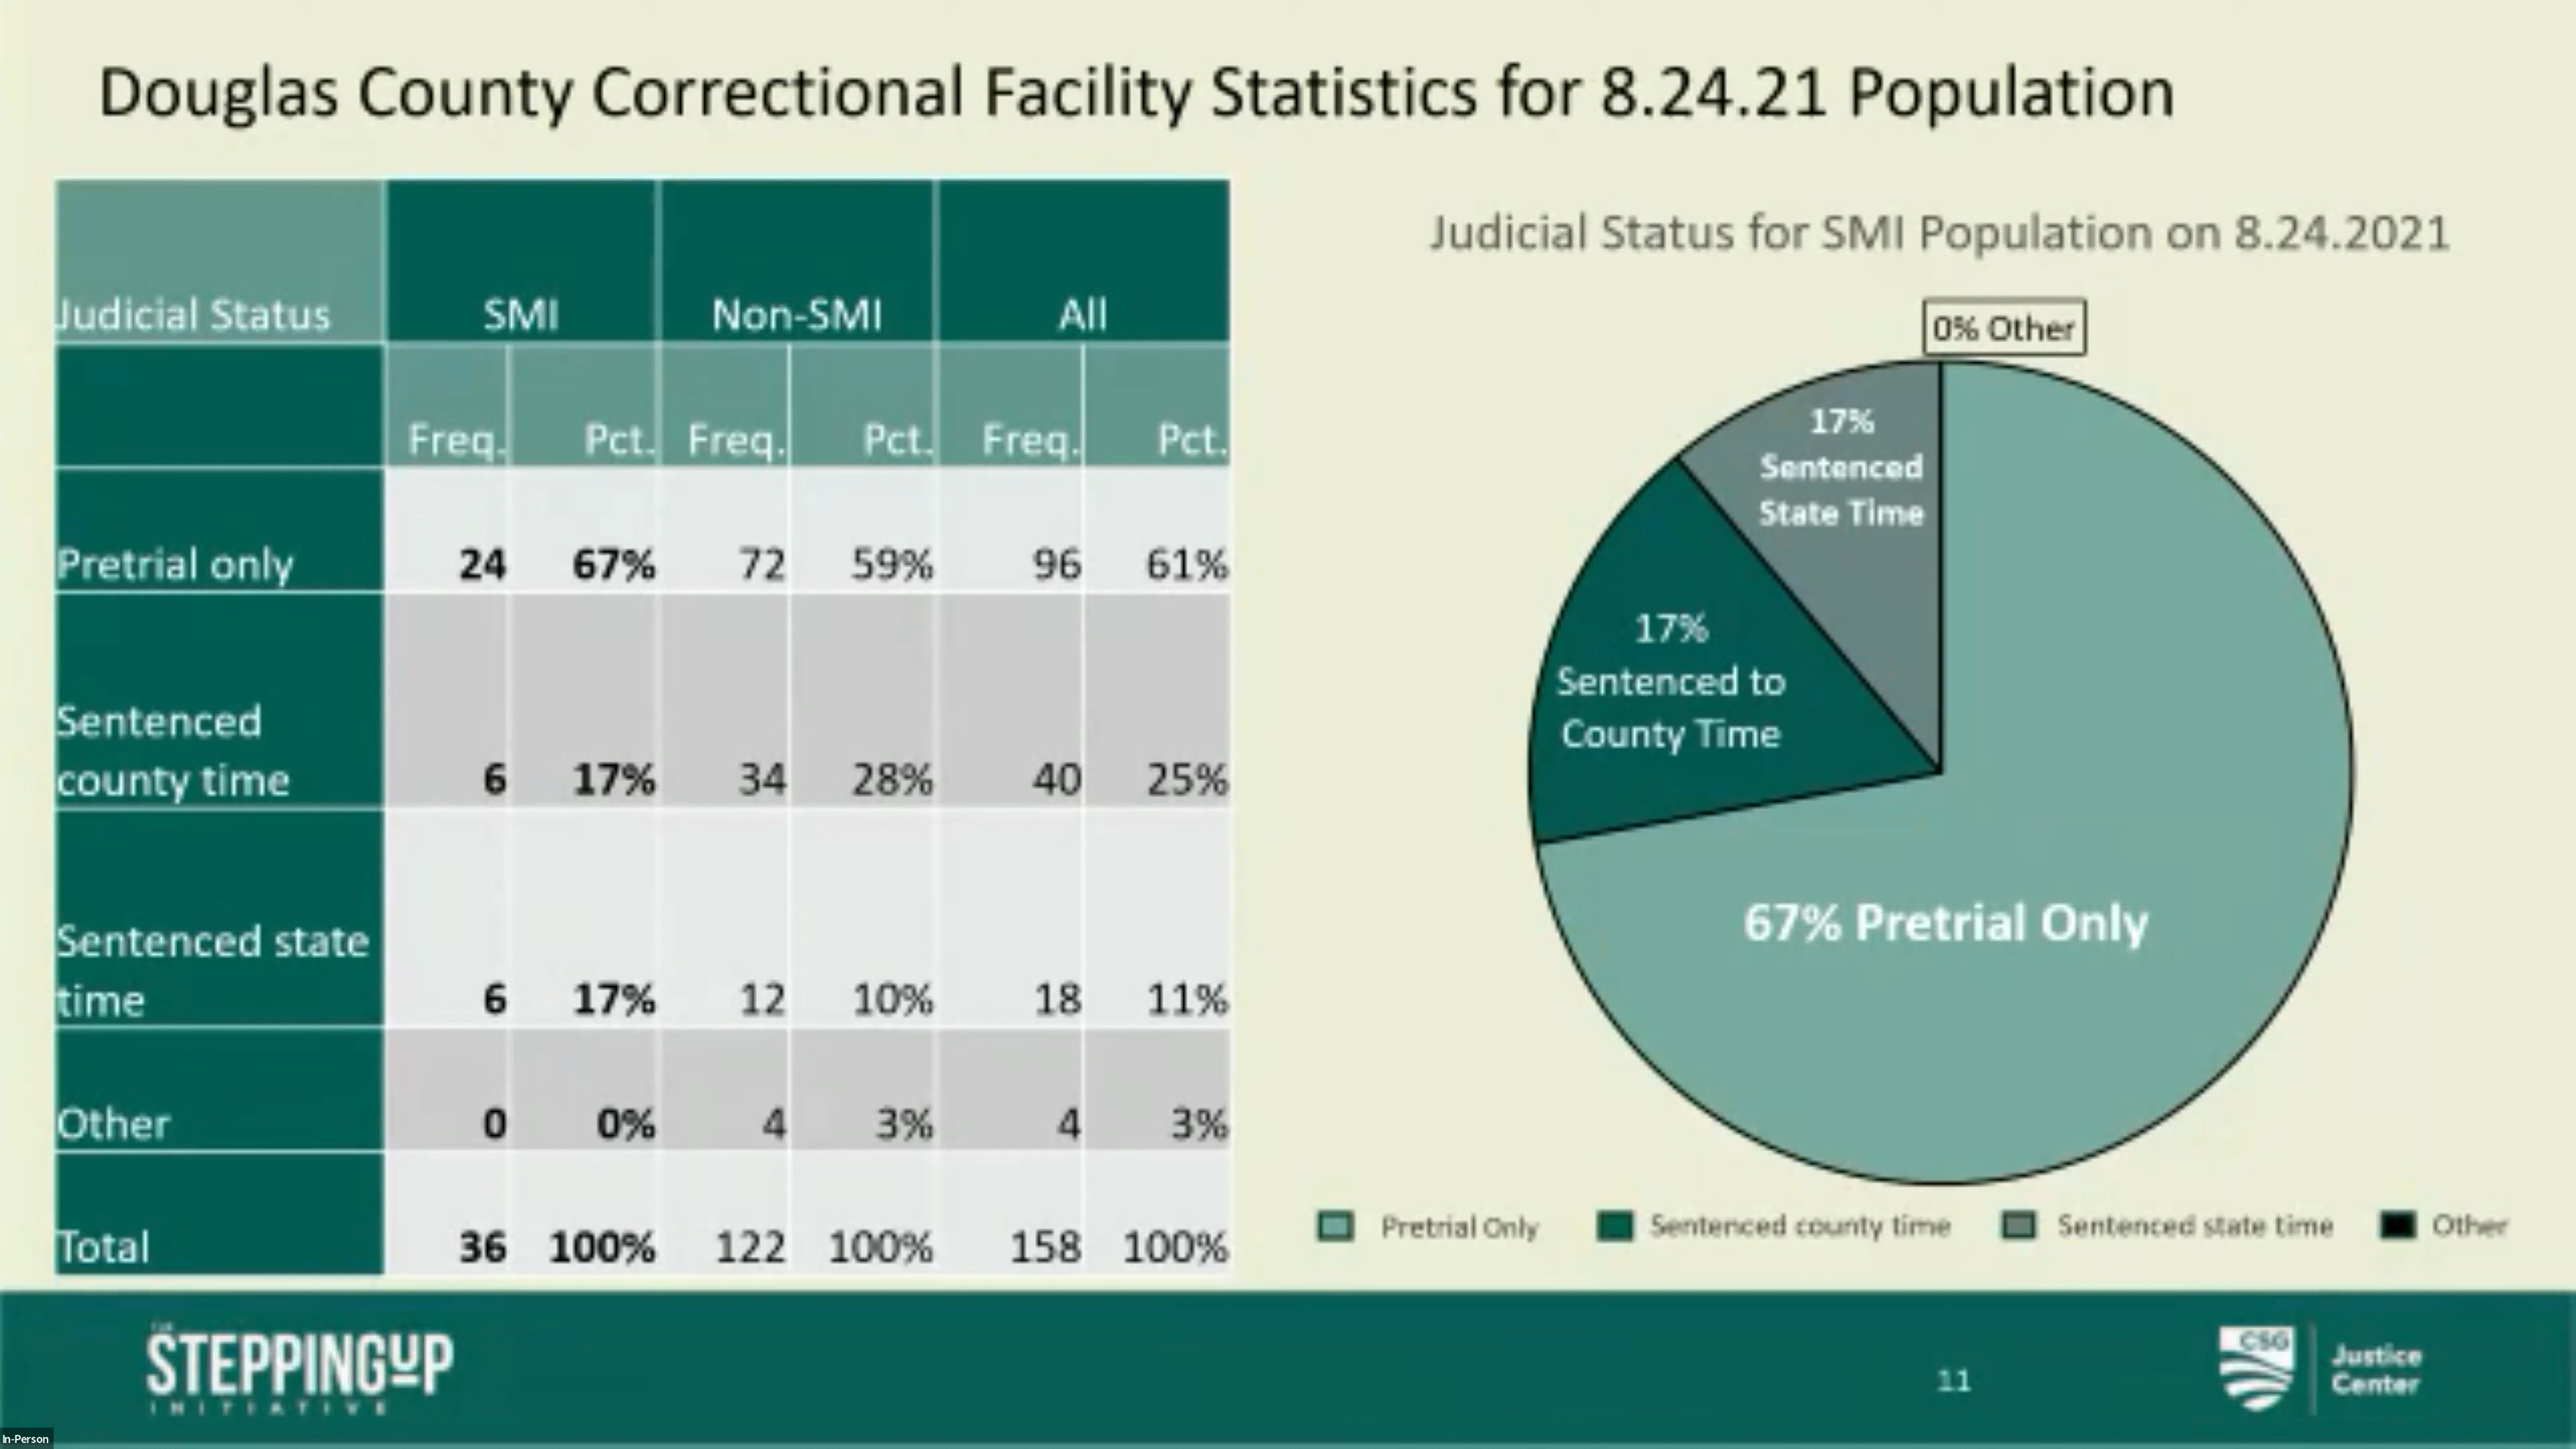 Douglas County Correctional Facility Statistics for 8.24.21 Population
Judicial Status SMI Non-SMI All
Freq. Pct. Freq. Pct. Freq. Pct.
Pretrial only 24 67% 72 59% 96 61%
Sentenced
county time 6 17% 34 28% 40 25%
Sentenced state
time 6 17% 12 10% 18 11%
Other 0 0% 4 3% 4 3%
Total 36 100% 122 100% 158 100%
Judicial Status for SMI Population on 8.24.2021
0% Other
17%
Sentenced
State Time
17%
Sentenced to
County Time
67% Pretrial Only
Pretrial Only Sentenced county time Sentenced state time Other
STEPPING UP
INITIATIVE
11
CSG
Justice
Center
In-Person